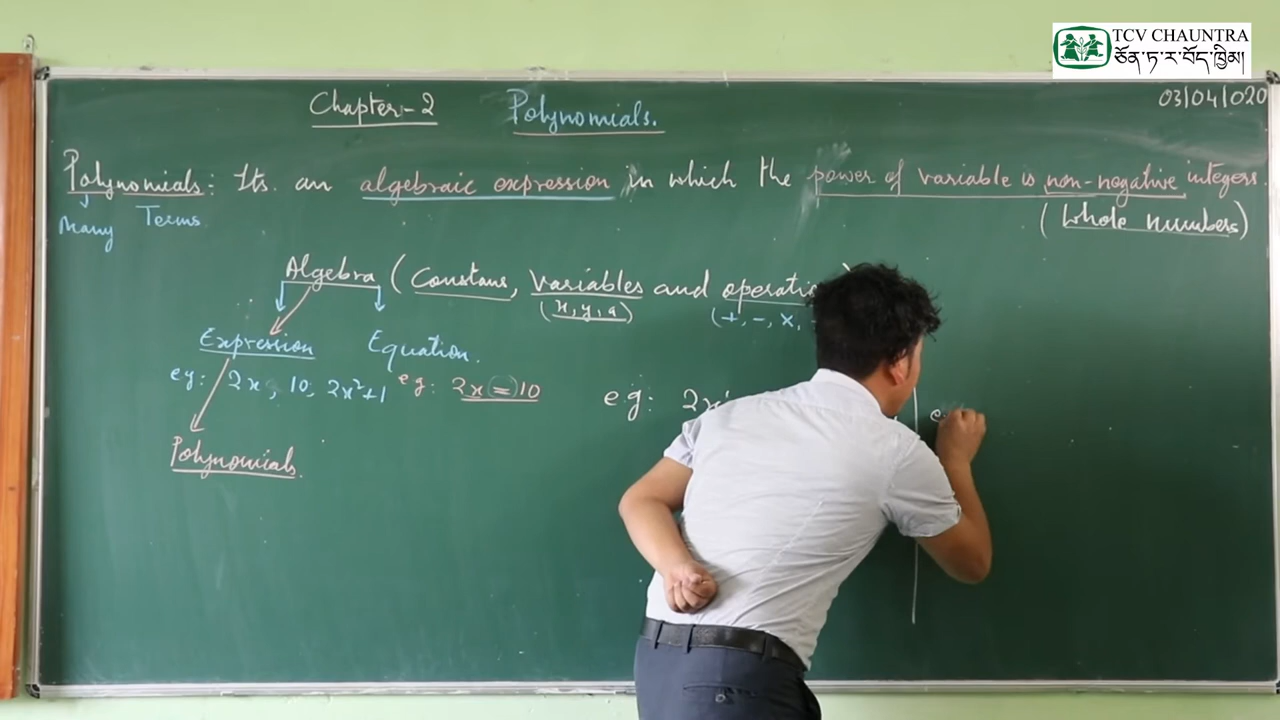 TCV CHAUNTRA
ཅོན་ཏ་ར་བོད་ཁྱིམ།
03/04/020
Chapter - 2 Polynomials.
Polynomials: Its an algebraic expression in which the power of variable is non-negative integers.
Many Terms (Whole numbers)
Algebra (Constans, Variables and operatio
(x, y, a) (+, -, x,
Expression Equation.
eg: 2x, 10; 2x²+1 eg: 2x = 10
eg:
Polynomials.